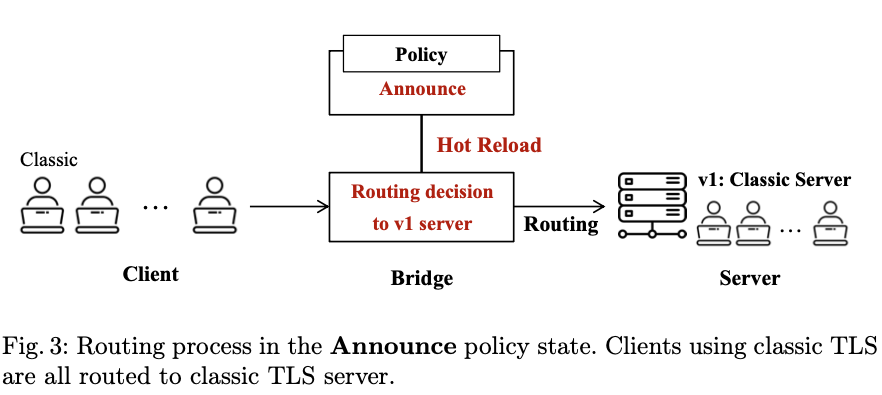 Policy
Announce
Hot Reload
Classic
Routing decision
to v1 server
v1: Classic Server
...
...
Routing
Client
Bridge
Server
Fig. 3: Routing process in the Announce policy state. Clients using classic TLS
are all routed to classic TLS server.